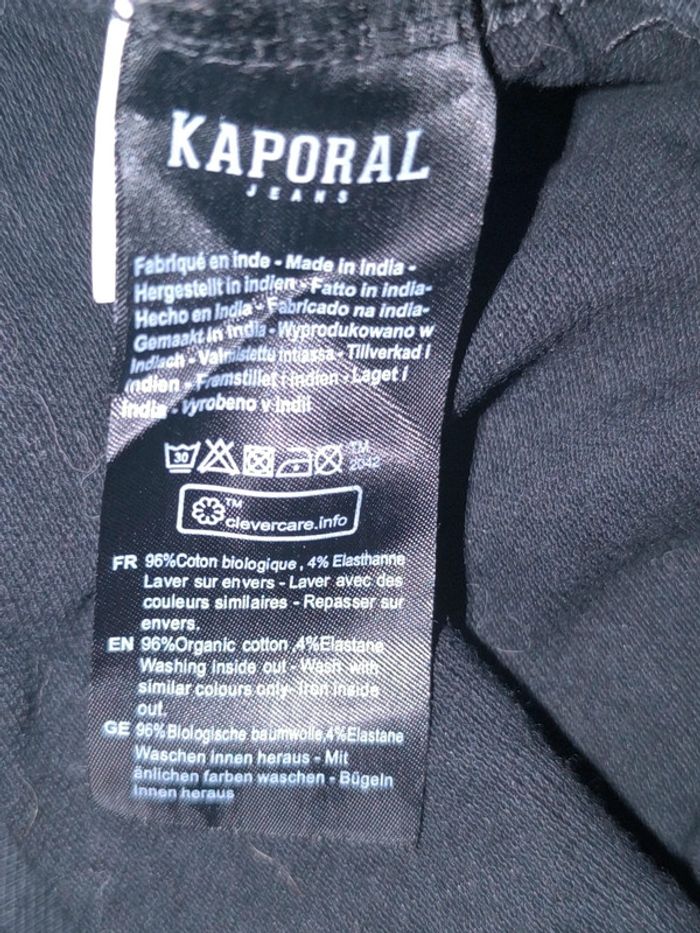 KAPORAL
JEANS
Fabriqué en inde - Made in India -
Hergestellt in indien - Fatto in india-
Hecho en India - Fabricado na india-
Gemaakt in India - Wyprodukowano w
Indiach - Valmistettu intiassa - Tillverkad i
indien - Fremstillet i indien - Laget i
India - Vyrobeno v Indii
30
TM
2042
TM
clevercare.info
FR 96%Coton biologique, 4% Elasthanne
Laver sur envers - Laver avec des
couleurs similaires - Repasser sur
envers.
EN 96%Organic cotton ,4%Elastane
Washing inside out - Wash with
similar colours only- Iron inside
out.
GE 96%Biologische baumwolle,4%Elastane
Waschen innen heraus - Mit
änlichen farben waschen - Bügeln
Innen heraus